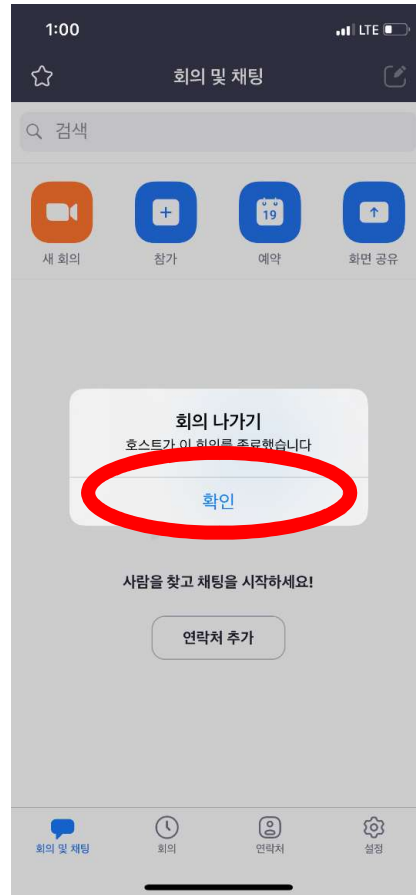 1:00
LTE
회의 및 채팅
검색
19
새 회의
참가
예약
화면 공유
회의 나가기
호스트가 이 회의를 종료했습니다
확인
사람을 찾고 채팅을 시작하세요!
연락처 추가
회의 및 채팅
회의
연락처
설정